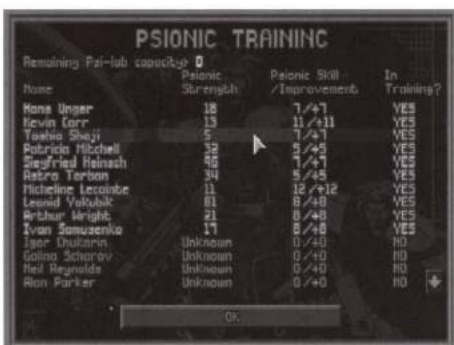 PSIONIC TRAINING
Remaining Psi-lab capacity> 0
Name Psionic Strength Psionic Skill /Improvement In Training?
Hans Unger 18 7/+7 YES
Kevin Carr 13 11/+11 YES
Toshio Shoji 5 7/+7 YES
Patricia Mitchell 32 5/+5 YES
Siegfried Heinsch 96 7/+7 YES
Astra Torban 34 5/+5 YES
Micheline Lecointe 11 12/+12 YES
Leonid Yakubik 81 8/+8 YES
Arthur Wright 21 8/+8 YES
Ivan Samusenko 17 8/+8 YES
Igor Chukarin Unknown 0/+0 NO
Galina Scharov Unknown 0/+0 NO
Neil Reynolds Unknown 0/+0 NO
Alan Parker Unknown 0/+0 NO
OK